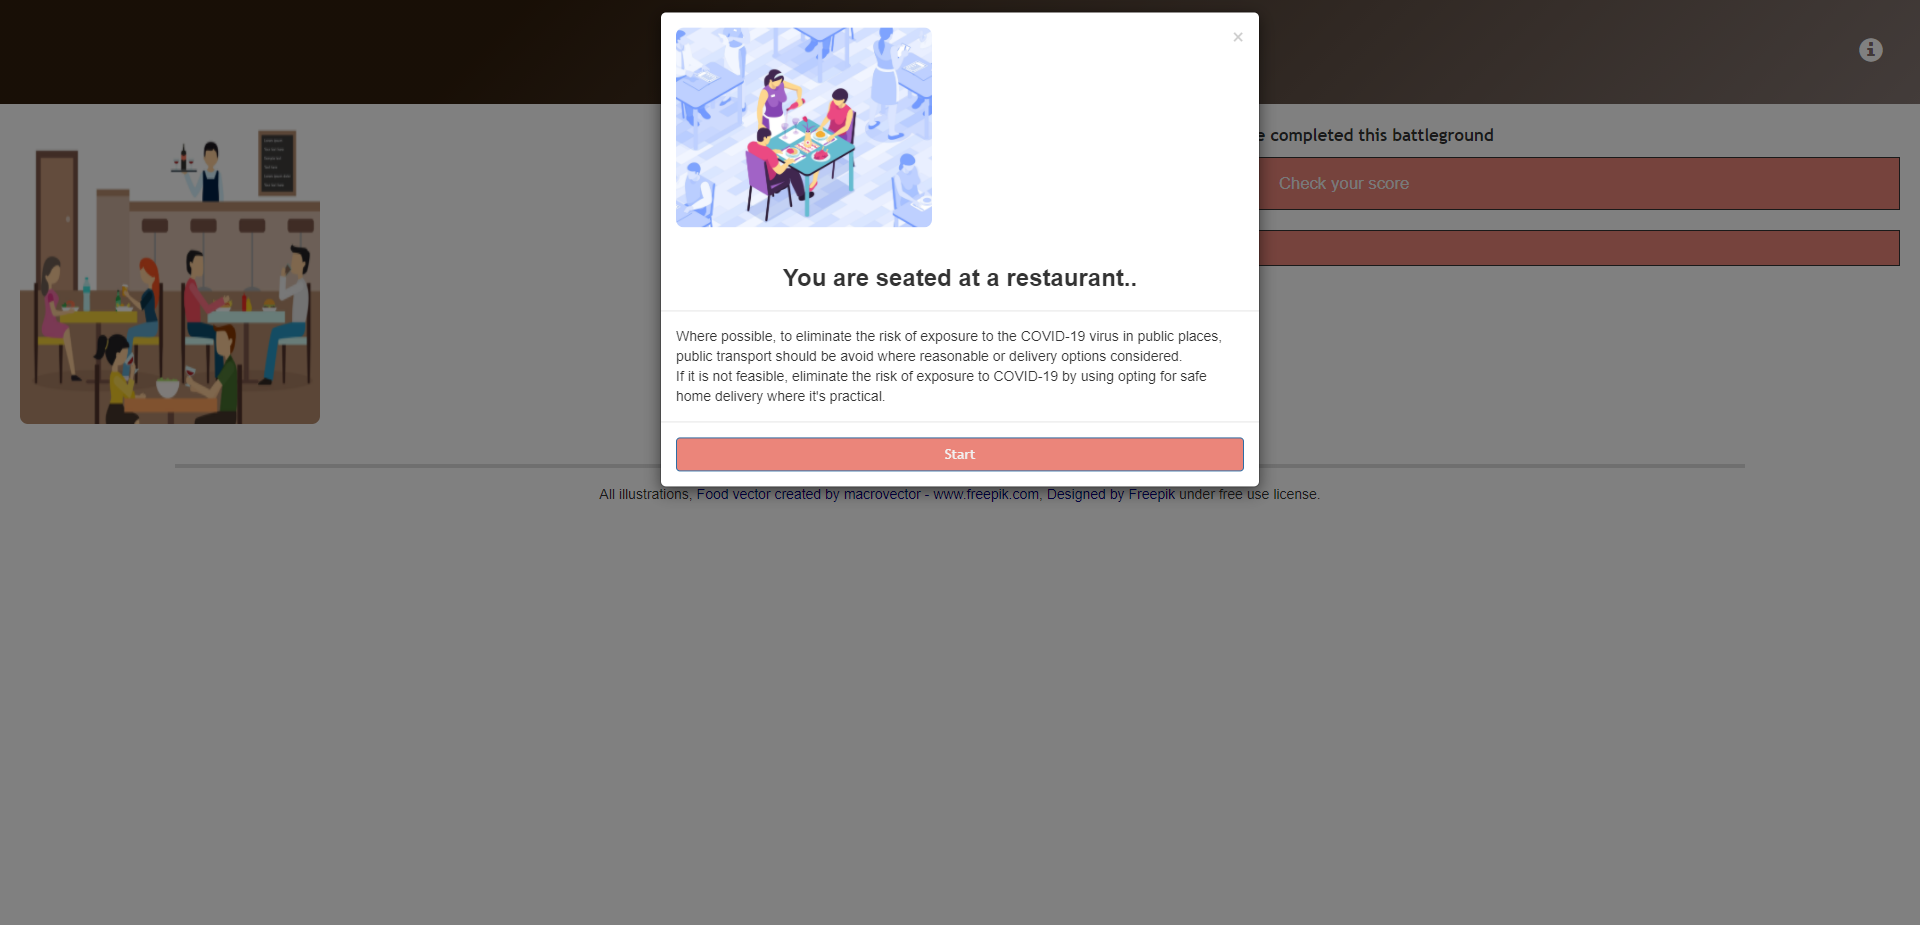 ×
e completed this battleground
Check your score
You are seated at a restaurant..
Where possible, to eliminate the risk of exposure to the COVID-19 virus in public places,
public transport should be avoid where reasonable or delivery options considered.
If it is not feasible, eliminate the risk of exposure to COVID-19 by using opting for safe
home delivery where it's practical.
Start
All illustrations, Food vector created by macrovector - www.freepik.com, Designed by Freepik under free use license.